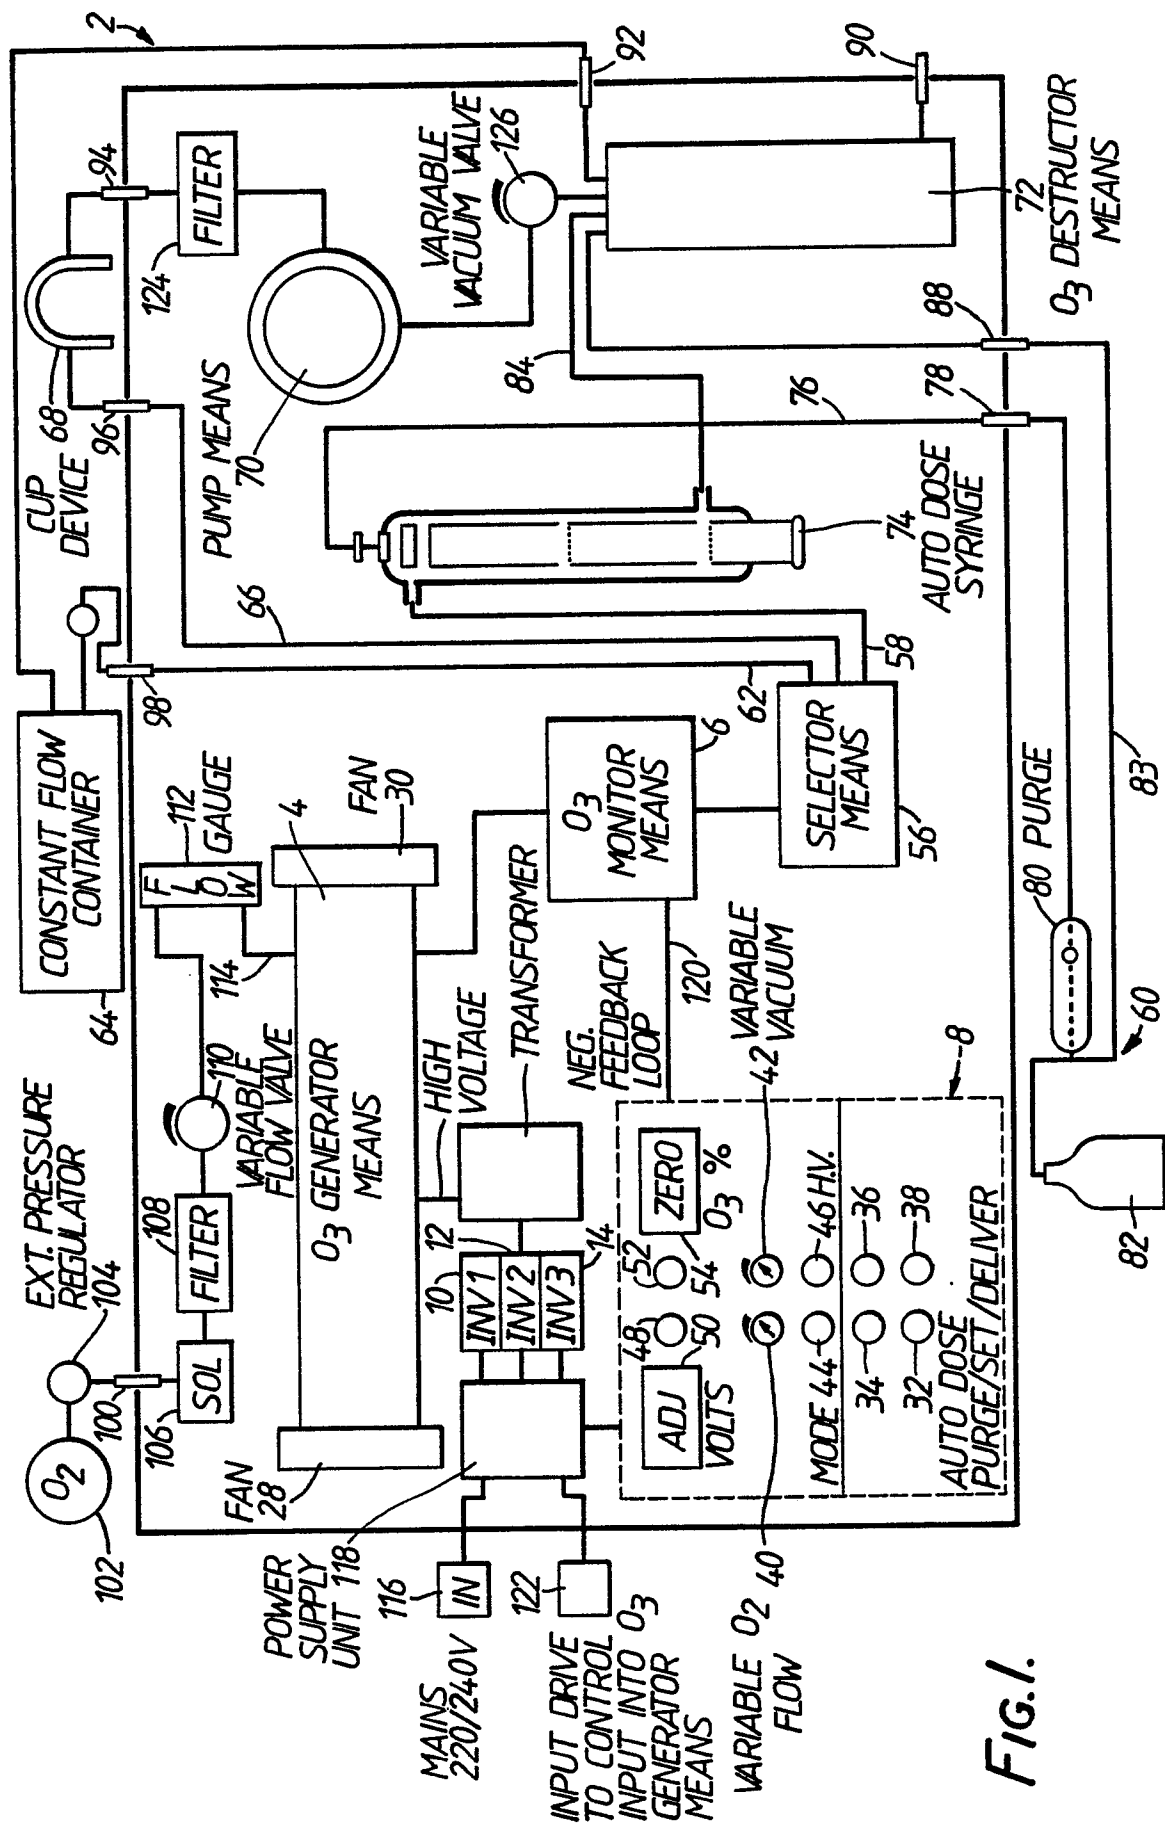 2
EXT. PRESSURE
REGULATOR
104
O2
102
100
106
SOL
108
FILTER
110
VARIABLE
FLOW VALVE
64
CONSTANT FLOW
CONTAINER
112
GAUGE
FLOW
114
98
CUP
DEVICE
68
96
94
124
FILTER
PUMP MEANS
70
VARIABLE
VACUUM VALVE
126
92
90
72
O3 DESTRUCTOR
MEANS
88
84
76
78
74
AUTO DOSE
SYRINGE
66
62
58
FAN
28
O3 GENERATOR
MEANS
4
FAN
30
HIGH
VOLTAGE
TRANSFORMER
O3
MONITOR
MEANS
6
SELECTOR
MEANS
56
NEG.
FEEDBACK
LOOP
120
POWER
SUPPLY
UNIT 118
10
12
14
INV 1
INV 2
INV 3
116
IN
MAINS
220/240V
122
INPUT DRIVE
TO CONTROL
INPUT INTO O3
GENERATOR
MEANS
ADJ
VOLTS
48
50
52
54
ZERO
O3 %
VARIABLE O2
FLOW
40
42 VARIABLE
VACUUM
MODE 44
46 H.V.
34
36
32
38
AUTO DOSE
PURGE/SET/DELIVER
8
80 PURGE
83
60
82
FIG.1.